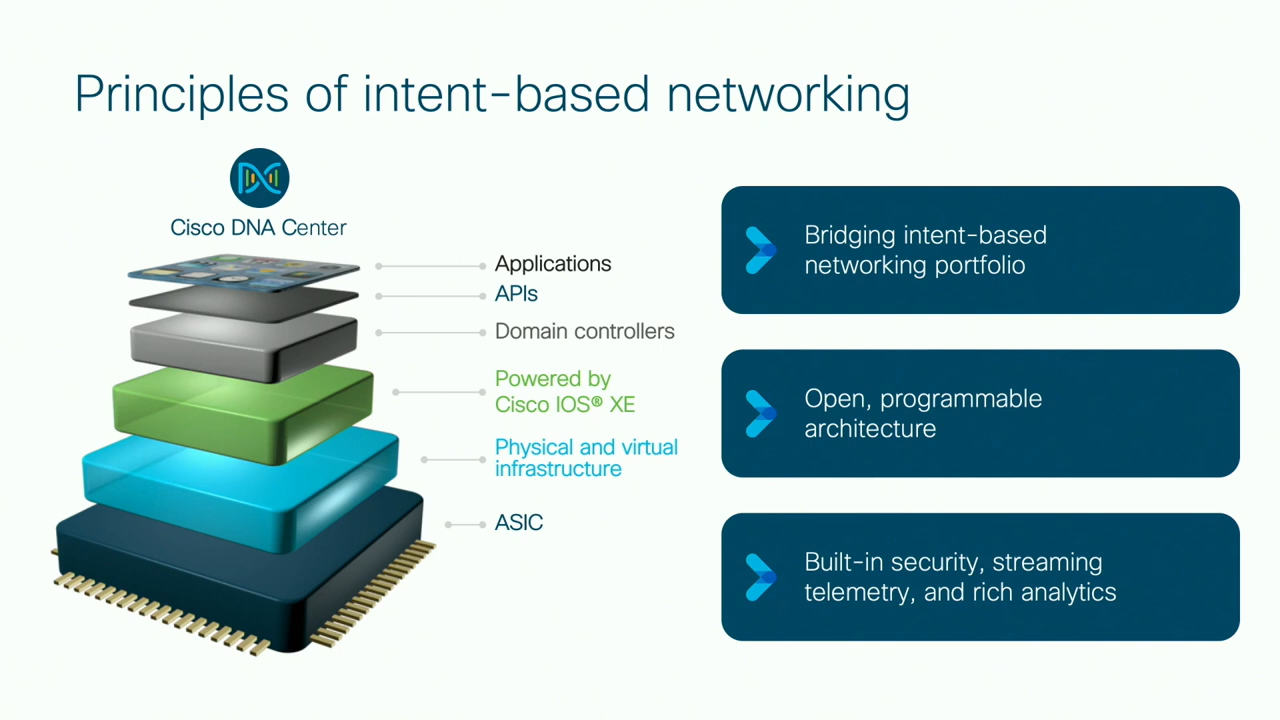 Principles of intent-based networking
Cisco DNA Center
Applications
APIs
Domain controllers
Powered by
Cisco IOS® XE
Physical and virtual
infrastructure
ASIC
Bridging intent-based
networking portfolio
Open, programmable
architecture
Built-in security, streaming
telemetry, and rich analytics